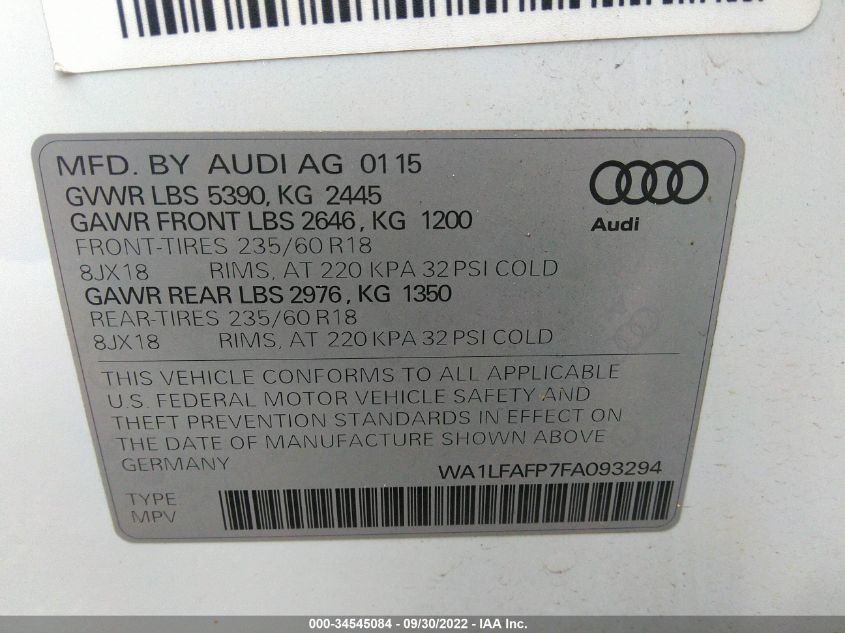 MFD. BY AUDI AG 01 15
GVWR LBS 5390, KG 2445
GAWR FRONT LBS 2646, KG 1200
FRONT-TIRES 235/60 R18
8JX18 RIMS, AT 220 KPA 32 PSI COLD
GAWR REAR LBS 2976, KG 1350
REAR-TIRES 235/60 R18
8JX18 RIMS, AT 220 KPA 32 PSI COLD
Audi
THIS VEHICLE CONFORMS TO ALL APPLICABLE
U.S. FEDERAL MOTOR VEHICLE SAFETY AND
THEFT PREVENTION STANDARDS IN EFFECT ON
THE DATE OF MANUFACTURE SHOWN AFTER
GERMANY
WA1LFAFP7FA093294
TYPE
MPV
000-34545084 - 09/30/2022 - IAA Inc.